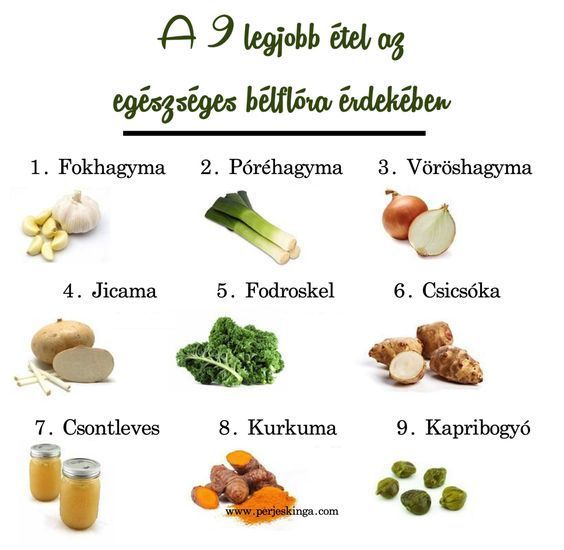 A 9 legjobb étel az
egészséges bélflóra érdekében
1. Fokhagyma
2. Póréhagyma
3. Vöröshagyma
4. Jicama
5. Fodroskel
6. Csicsóka
7. Csontleves
8. Kurkuma
9. Kapribogyó
www.perjeskinga.com